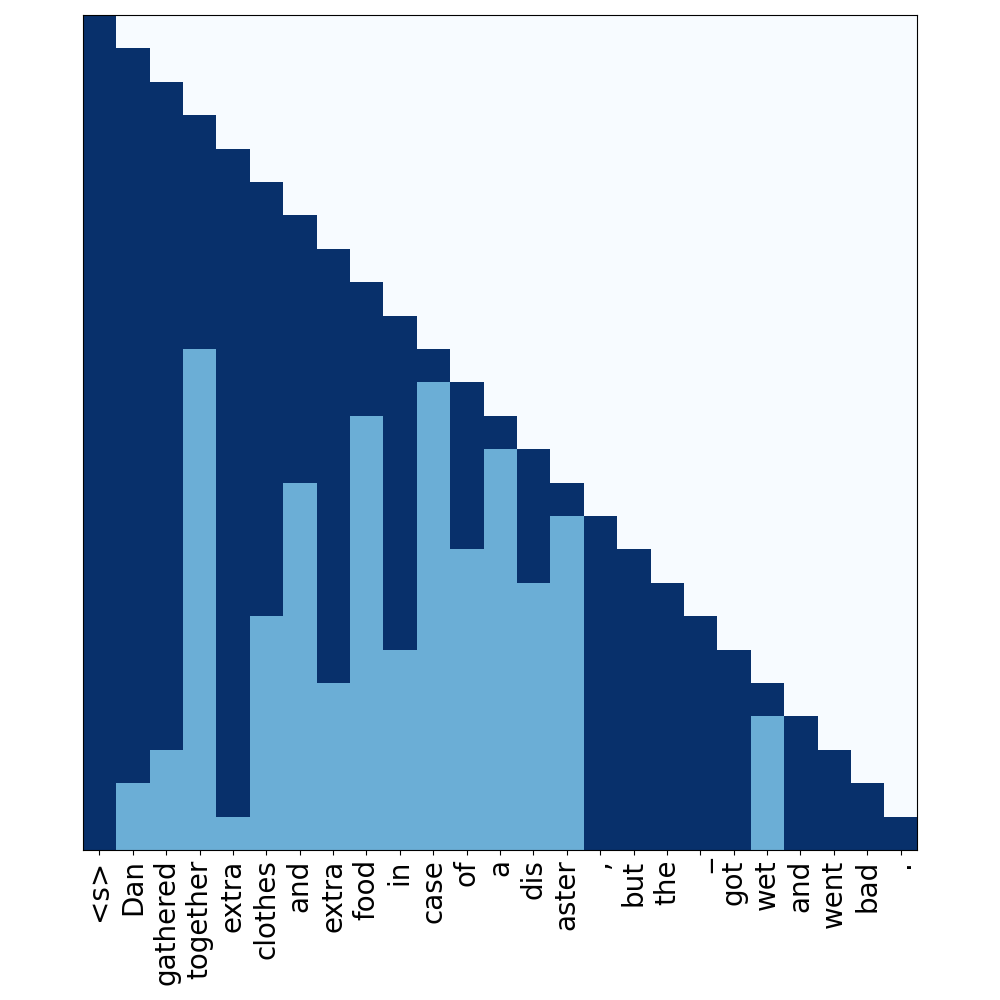 <s> Dan gathered together extra clothes and extra food in case of a dis aster , but the _ got wet and went bad .